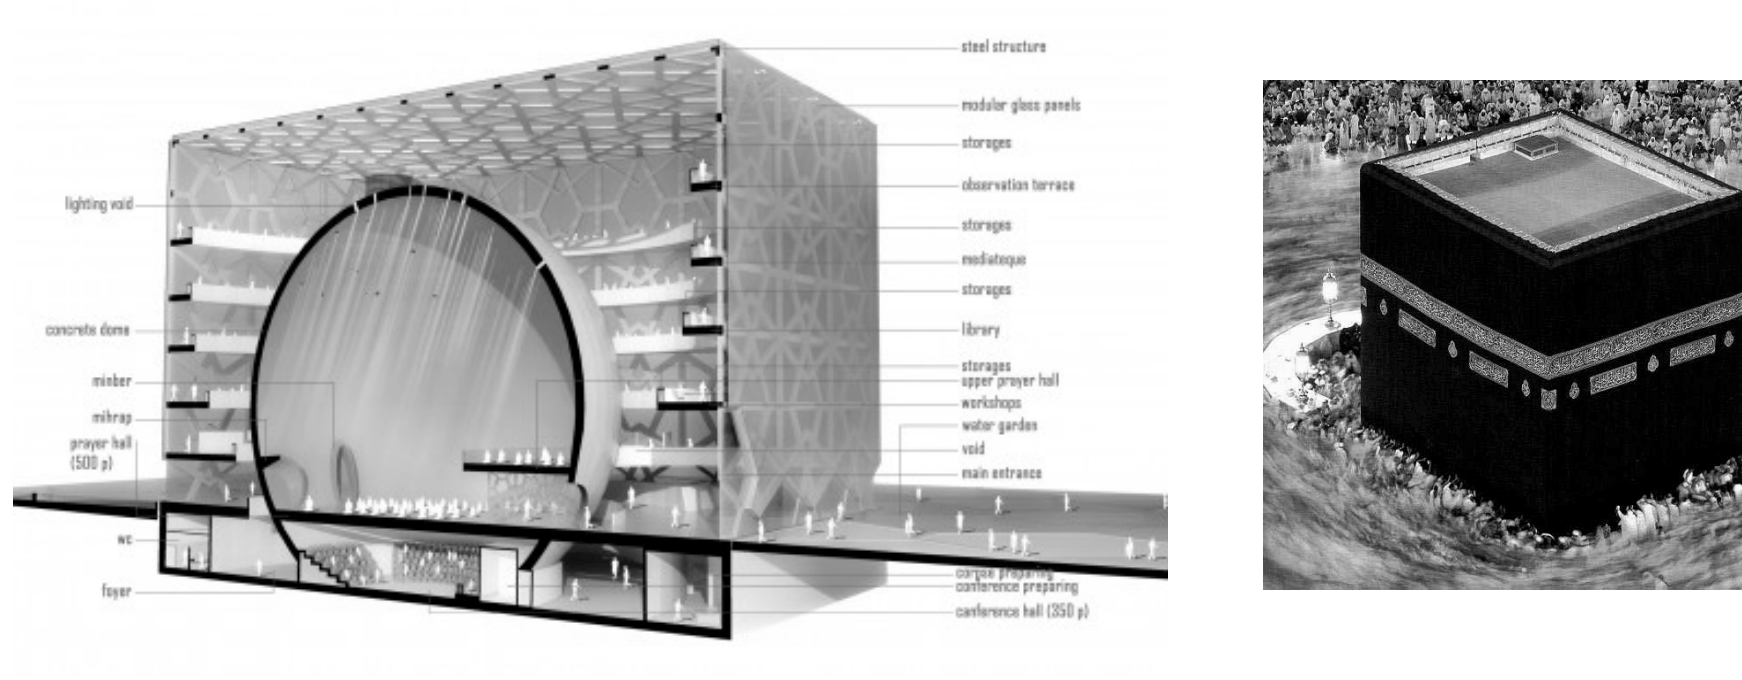 steel structure
modular glass panels
storages
observation terrace
lighting void
storages
mediateque
storages
concrete dome
library
storages
minber
upper prayer hall
workshops
mihrap
water garden
prayer hall
(500 p)
void
main entrance
wc
corpse preparing
conference preparing
foyer
canference hall (350 p)